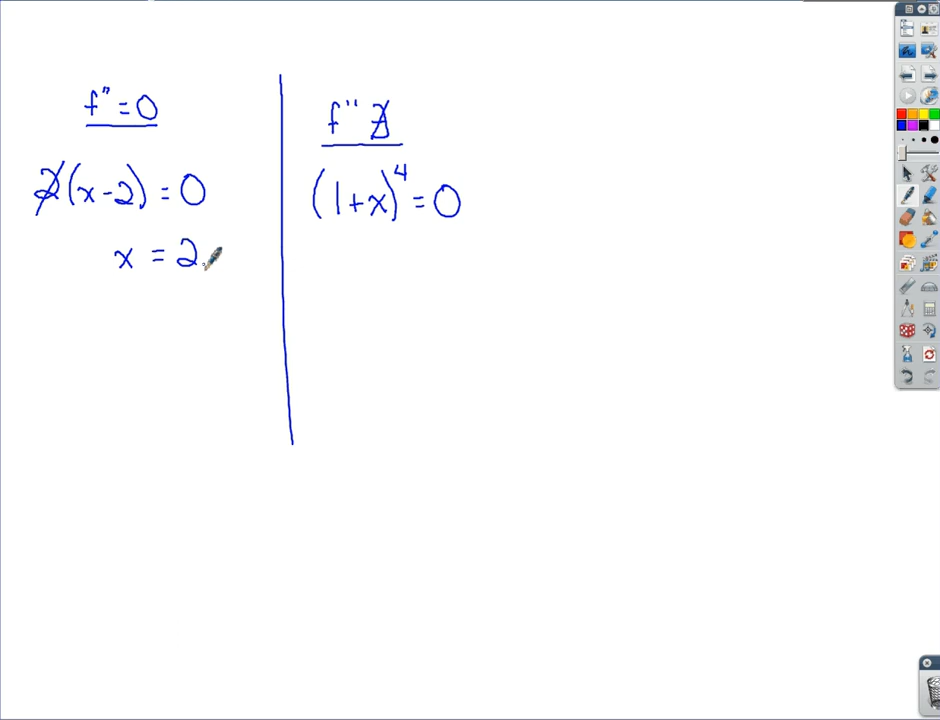 f" = 0
2(x-2) = 0
x = 2
f" ∄
(1+x)⁴ = 0